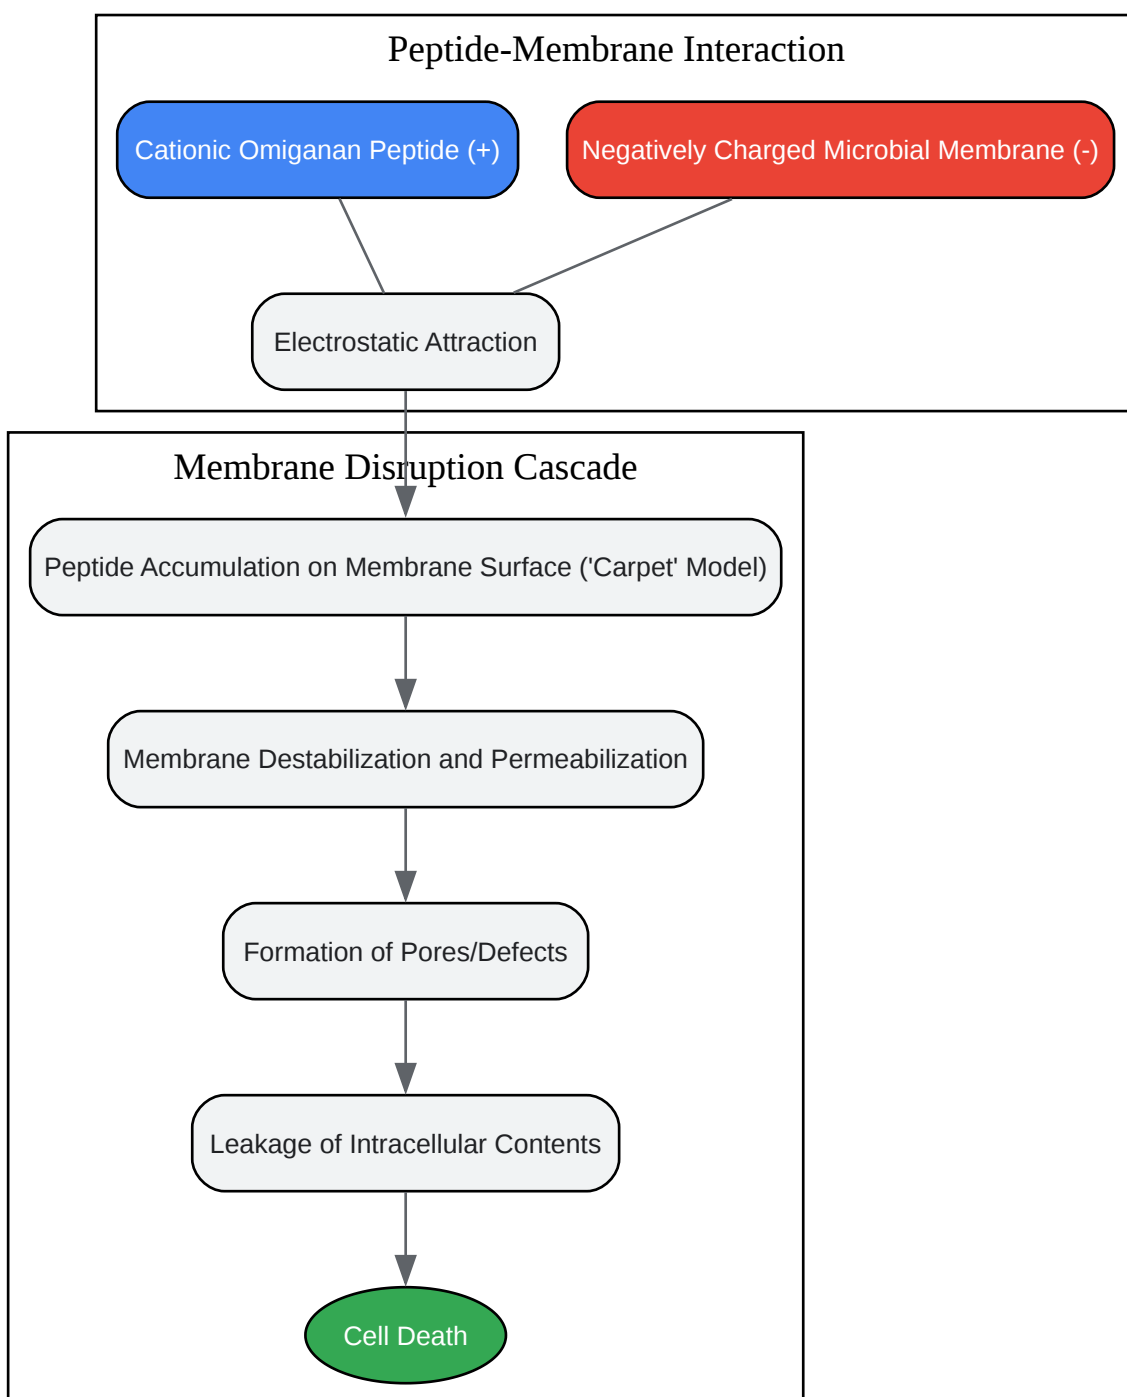 Peptide-Membrane Interaction
Cationic Omiganan Peptide (+)
Negatively Charged Microbial Membrane (-)
Electrostatic Attraction
Membrane Disruption Cascade
Peptide Accumulation on Membrane Surface ('Carpet' Model)
Membrane Destabilization and Permeabilization
Formation of Pores/Defects
Leakage of Intracellular Contents
Cell Death